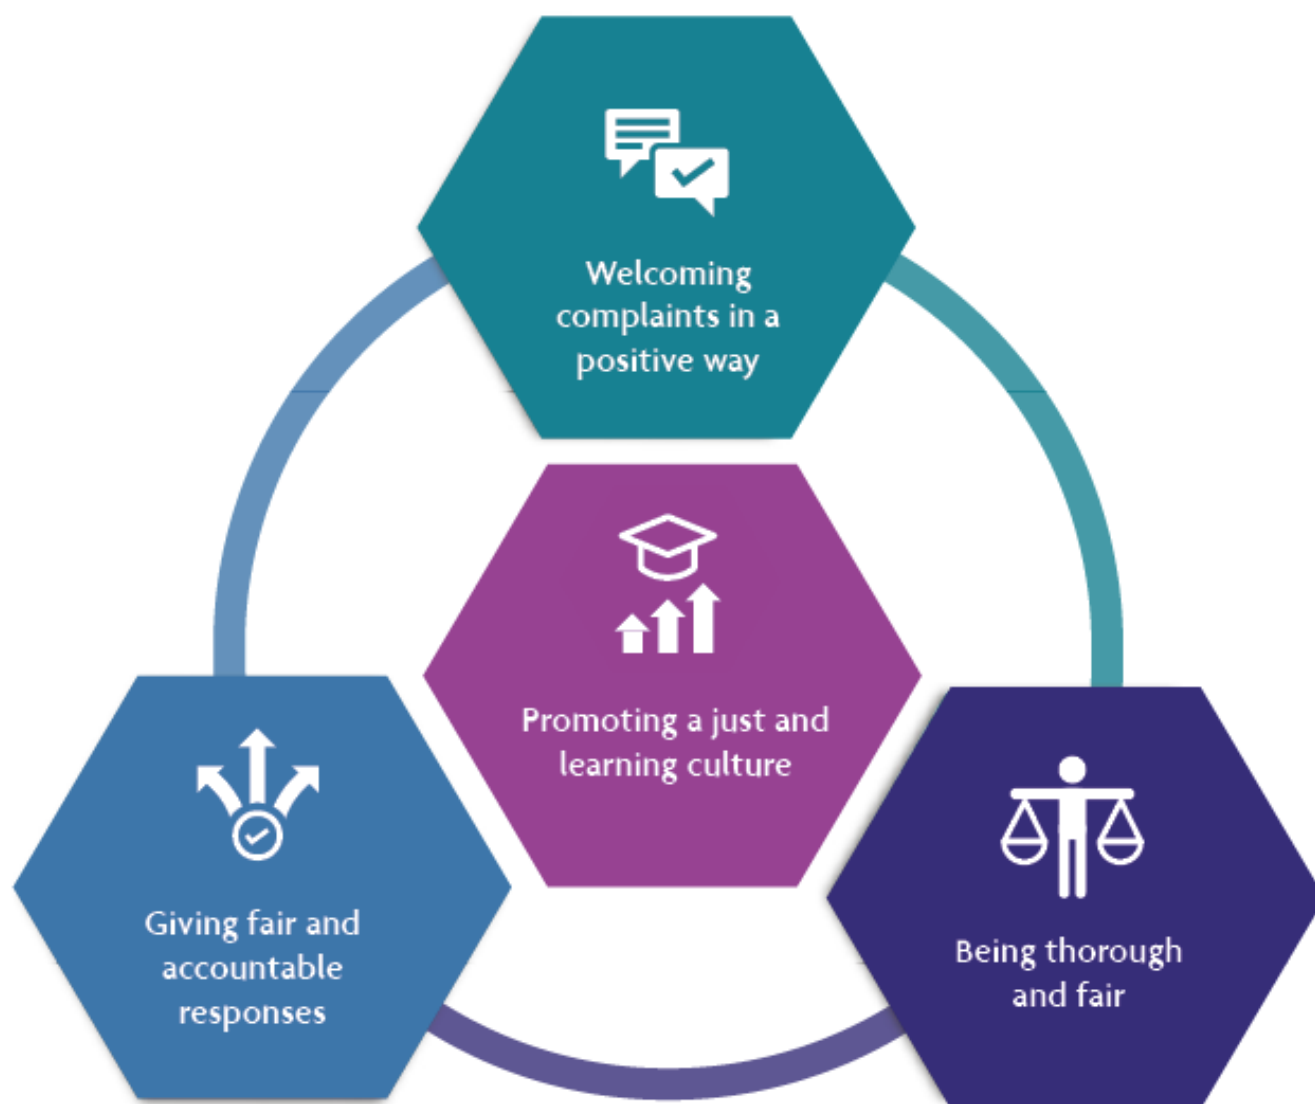 Welcoming
complaints in a
positive way
Promoting a just and
learning culture
Giving fair and
accountable
responses
Being thorough
and fair